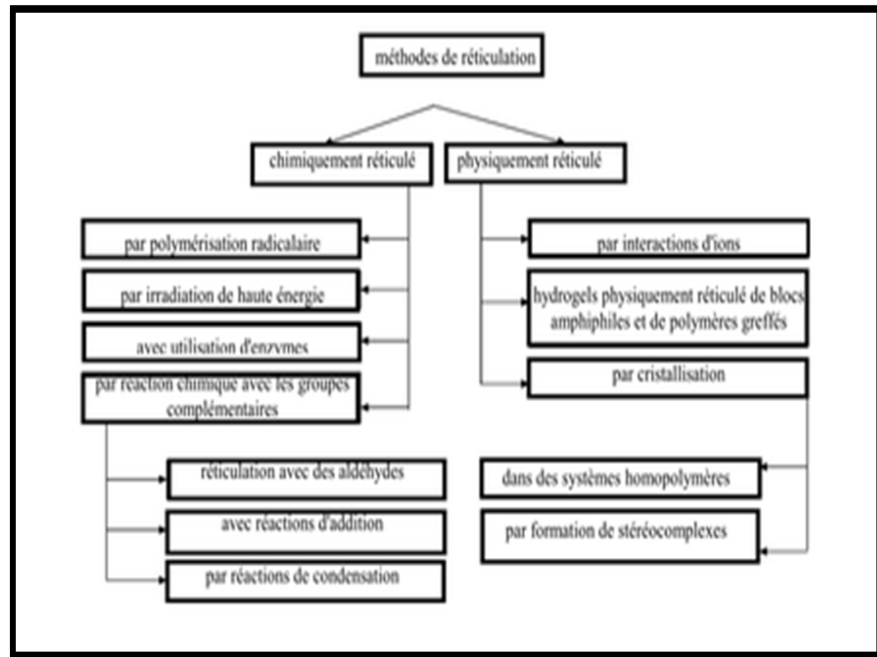 méthodes de réticulation
chimiquement réticulé
physiquement réticulé
par polymérisation radicalaire
par irradiation de haute énergie
avec utilisation d'enzymes
par réaction chimique avec les groupes
complémentaires
réticulation avec des aldéhydes
avec réactions d'addition
par réactions de condensation
par interactions d'ions
hydrogels physiquement réticulé de blocs
amphiphiles et de polymères greffés
par cristallisation
dans des systèmes homopolymères
par formation de stéréocomplexes